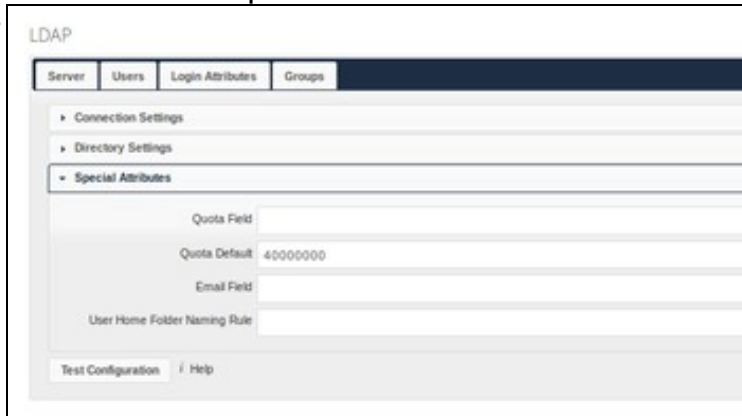 LDAP
Server Users Login Attributes Groups
Connection Settings
Directory Settings
Special Attributes
Quota Field
Quota Default 40000000
Email Field
User Home Folder Naming Rule
Test Configuration i Help